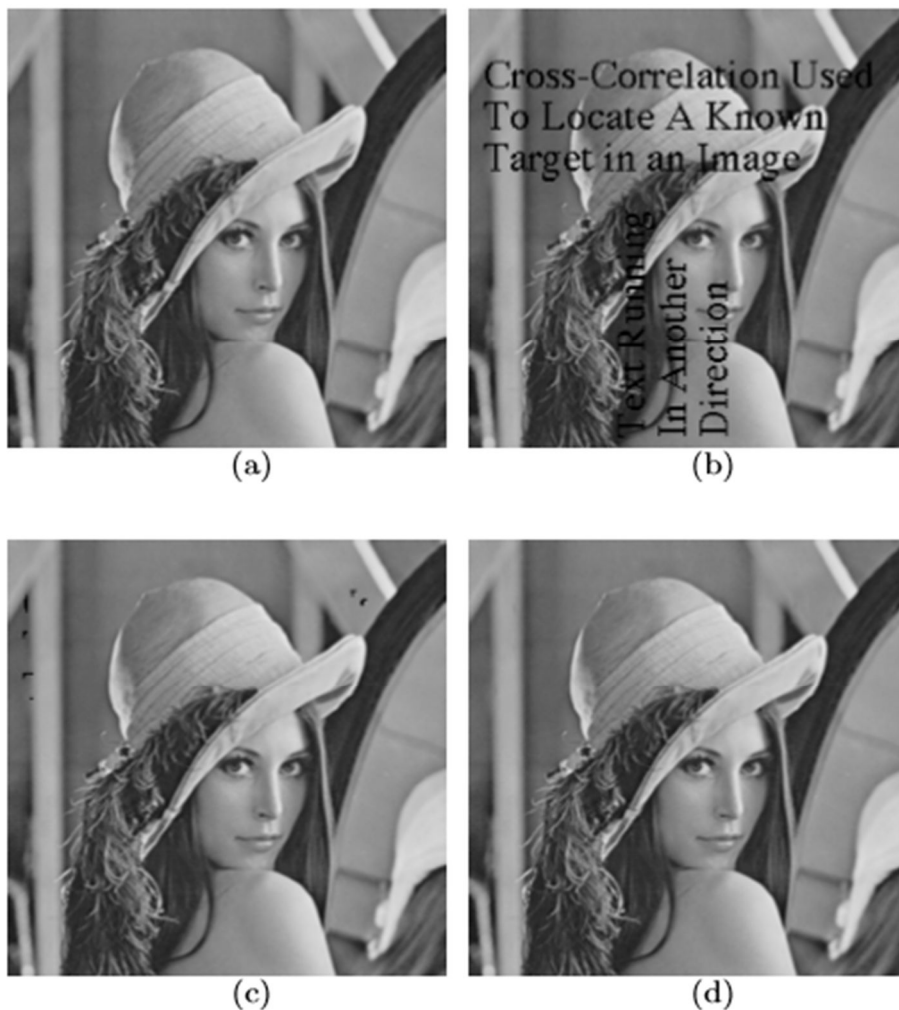 Cross-Correlation Used
To Locate A Known
Target in an Image
Text Running
In Another
Direction
(a)
(b)
(c)
(d)